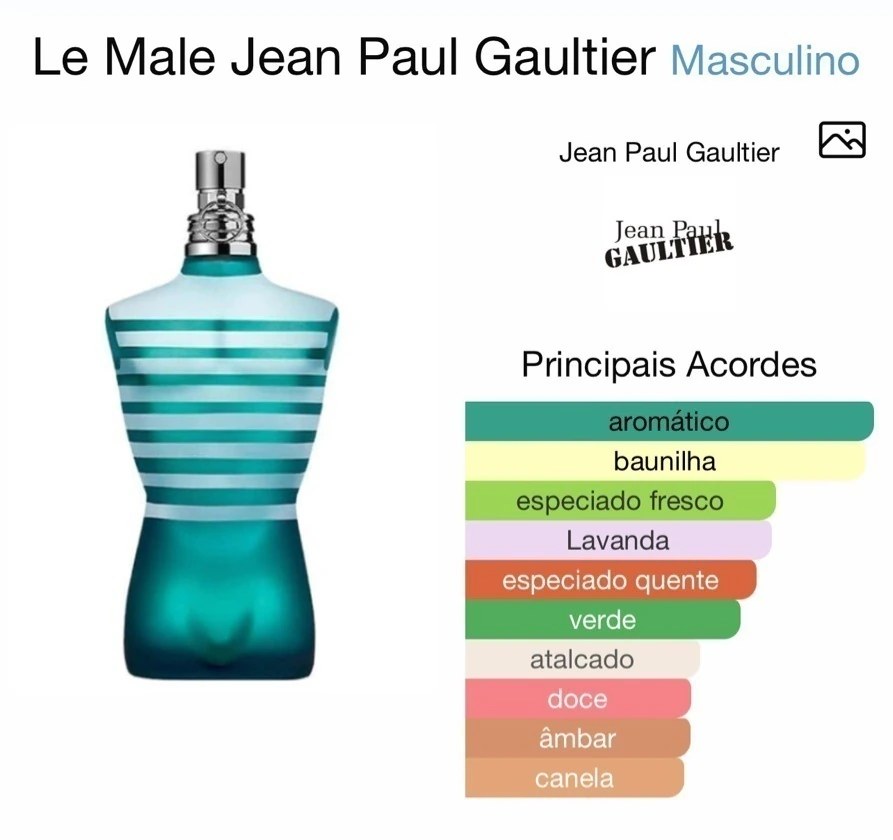 Le Male Jean Paul Gaultier Masculino
Jean Paul Gaultier
Jean Paul
GAULTIER
Principais Acordes
aromático
baunilha
especiado fresco
Lavanda
especiado quente
verde
atalcado
doce
âmbar
canela